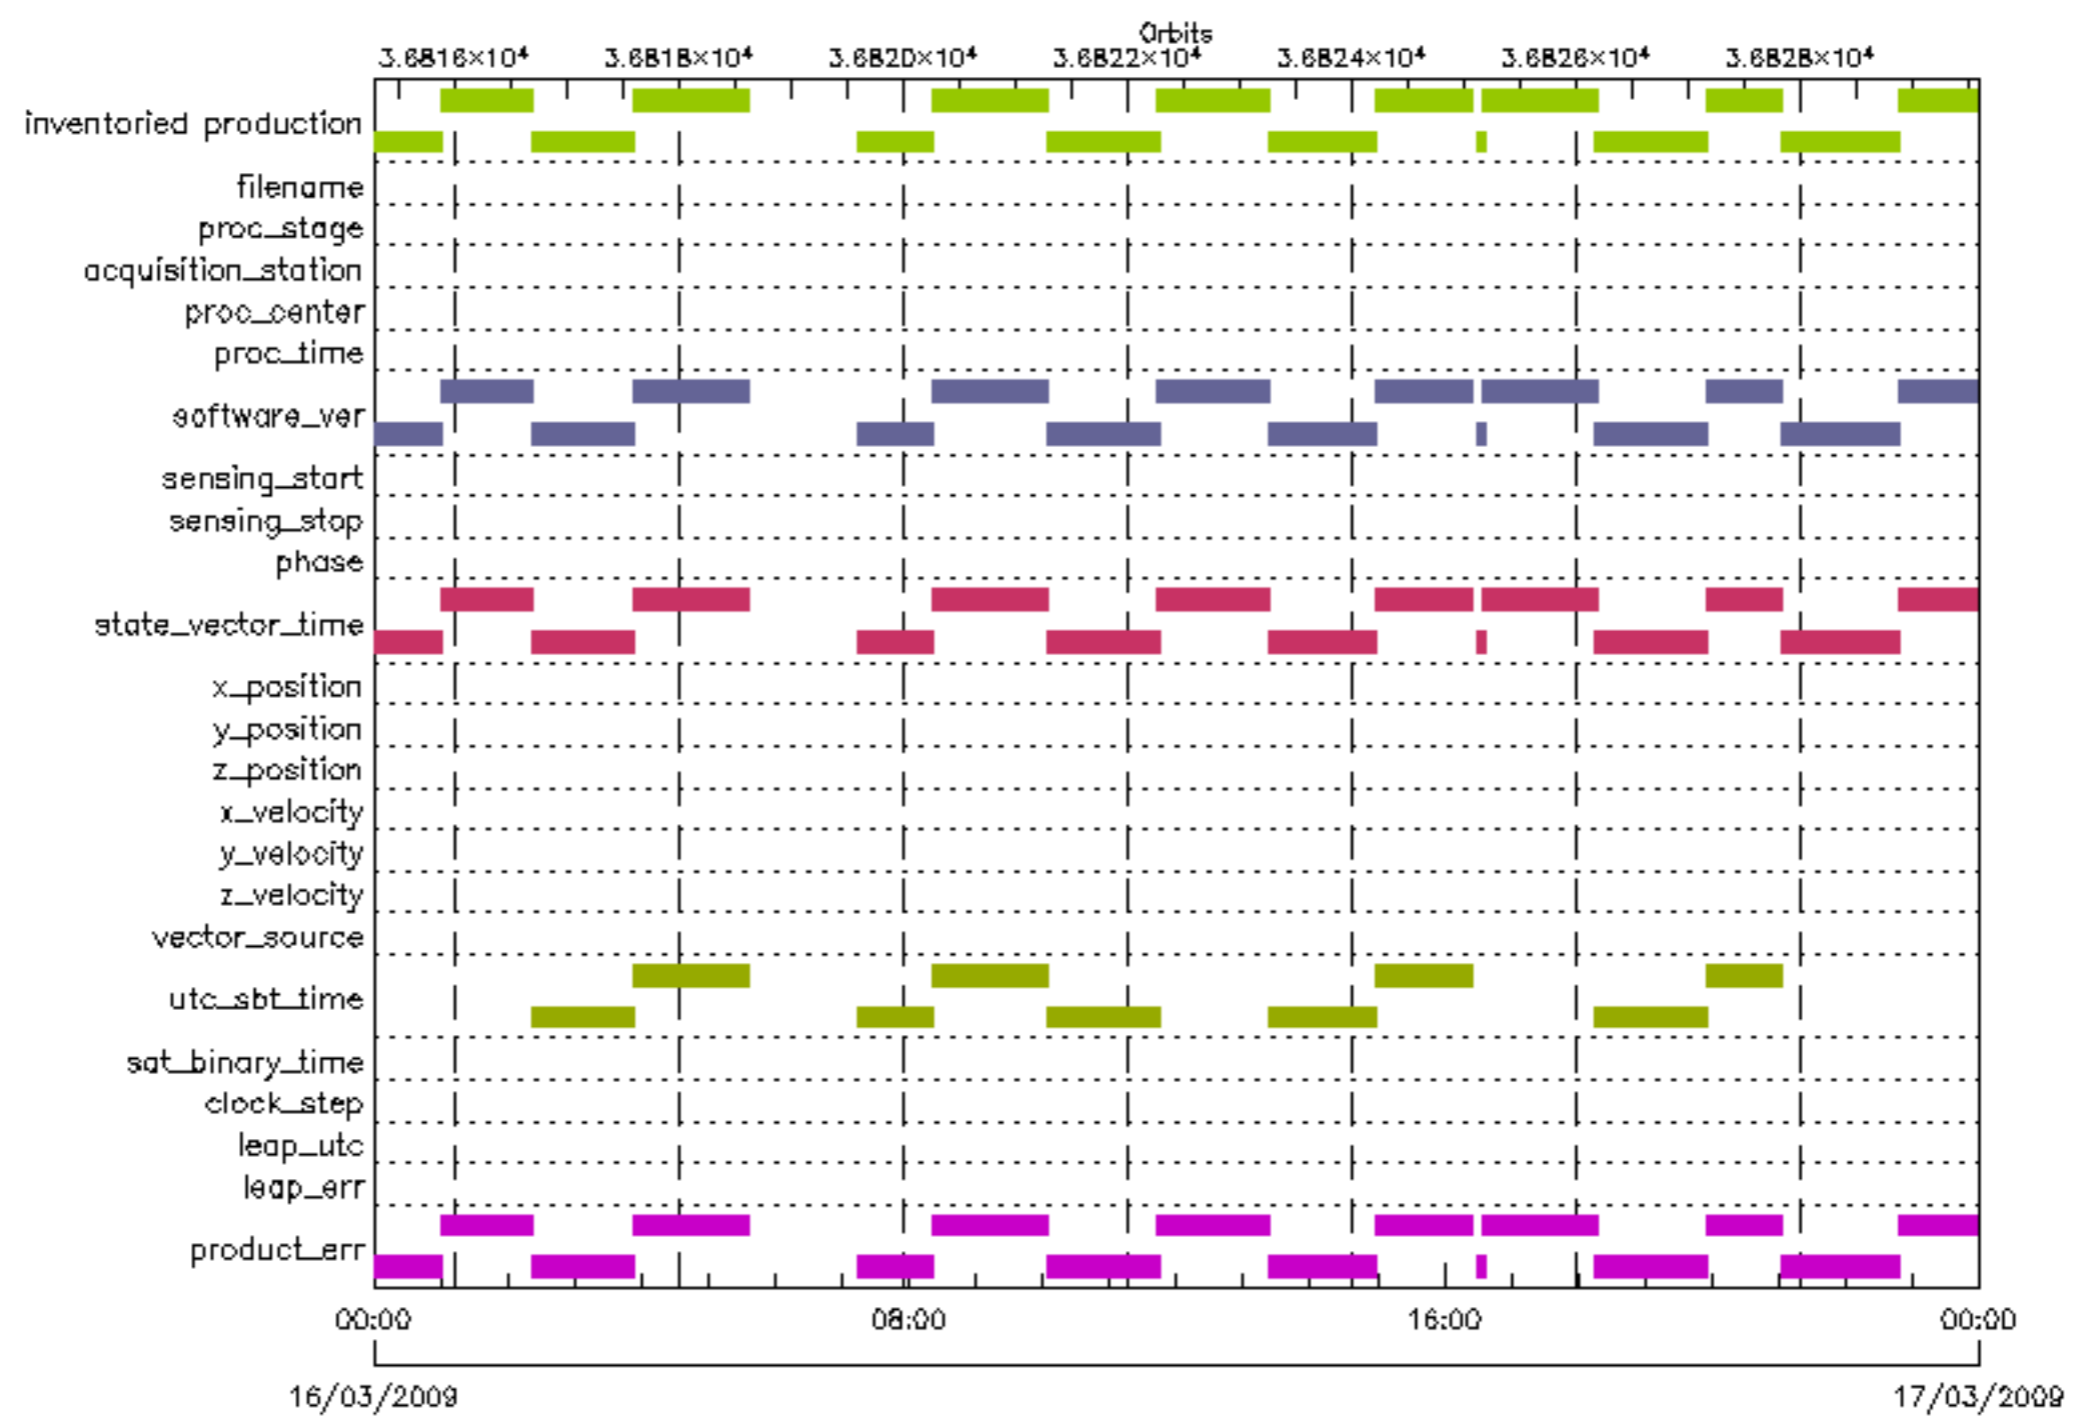 Orbits
3.6816×10⁴ 3.6818×10⁴ 3.6820×10⁴ 3.6822×10⁴ 3.6824×10⁴ 3.6826×10⁴ 3.6828×10⁴
inventoried production
filename
proc_stage
acquisition_station
proc_center
proc_time
software_ver
sensing_start
sensing_stop
phase
state_vector_time
x_position
y_position
z_position
x_velocity
y_velocity
z_velocity
vector_source
utc_sbt_time
sat_binary_time
clock_step
leap_utc
leap_err
product_err
00:00 08:00 16:00 00:00
16/03/2009 17/03/2009